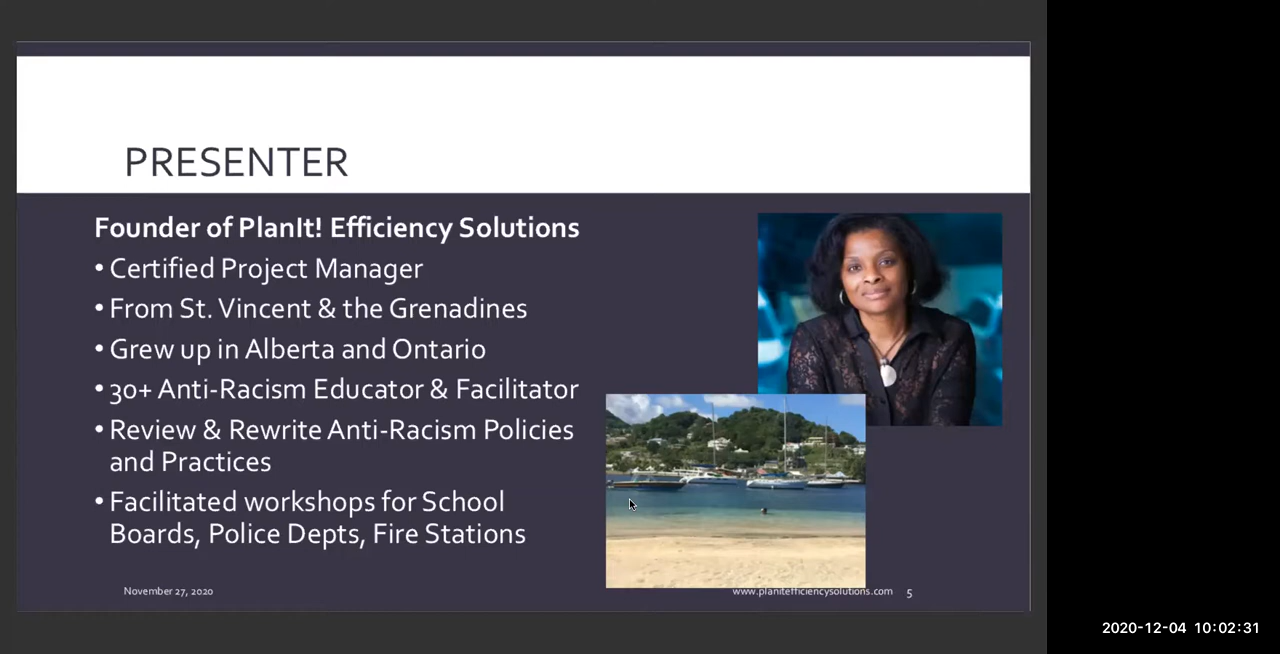 PRESENTER
Founder of PlanIt! Efficiency Solutions
• Certified Project Manager
• From St. Vincent & the Grenadines
• Grew up in Alberta and Ontario
• 30+ Anti-Racism Educator & Facilitator
• Review & Rewrite Anti-Racism Policies
and Practices
• Facilitated workshops for School
Boards, Police Depts, Fire Stations
November 27, 2020
www.planitefficiencysolutions.com 5
2020-12-04 10:02:31